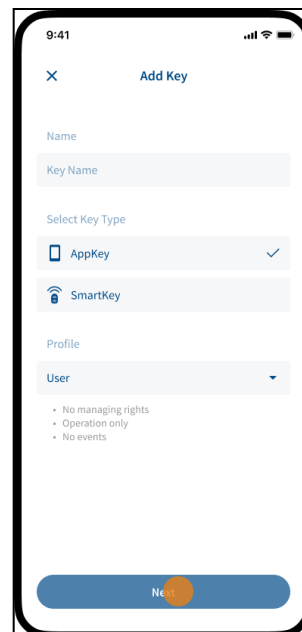 9:41
Add Key
Name
Key Name
Select Key Type
AppKey
SmartKey
Profile
User
• No managing rights
• Operation only
• No events
Next